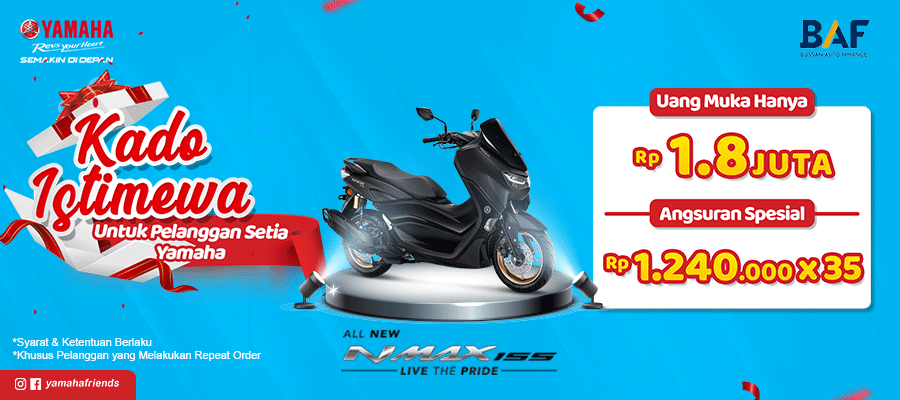 YAMAHA
Revs Your Heart
SEMAKIN DI DEPAN
BAF
BUSSAN AUTO FINANCE
Kado
Istimewa
Untuk Pelanggan Setia
Yamaha
Uang Muka Hanya
Rp 1.8 JUTA
Angsuran Spesial
Rp 1.240.000 x 35
ALL NEW
NMAX 155
LIVE THE PRIDE
*Syarat & Ketentuan Berlaku
*Khusus Pelanggan yang Melakukan Repeat Order
yamahafriends